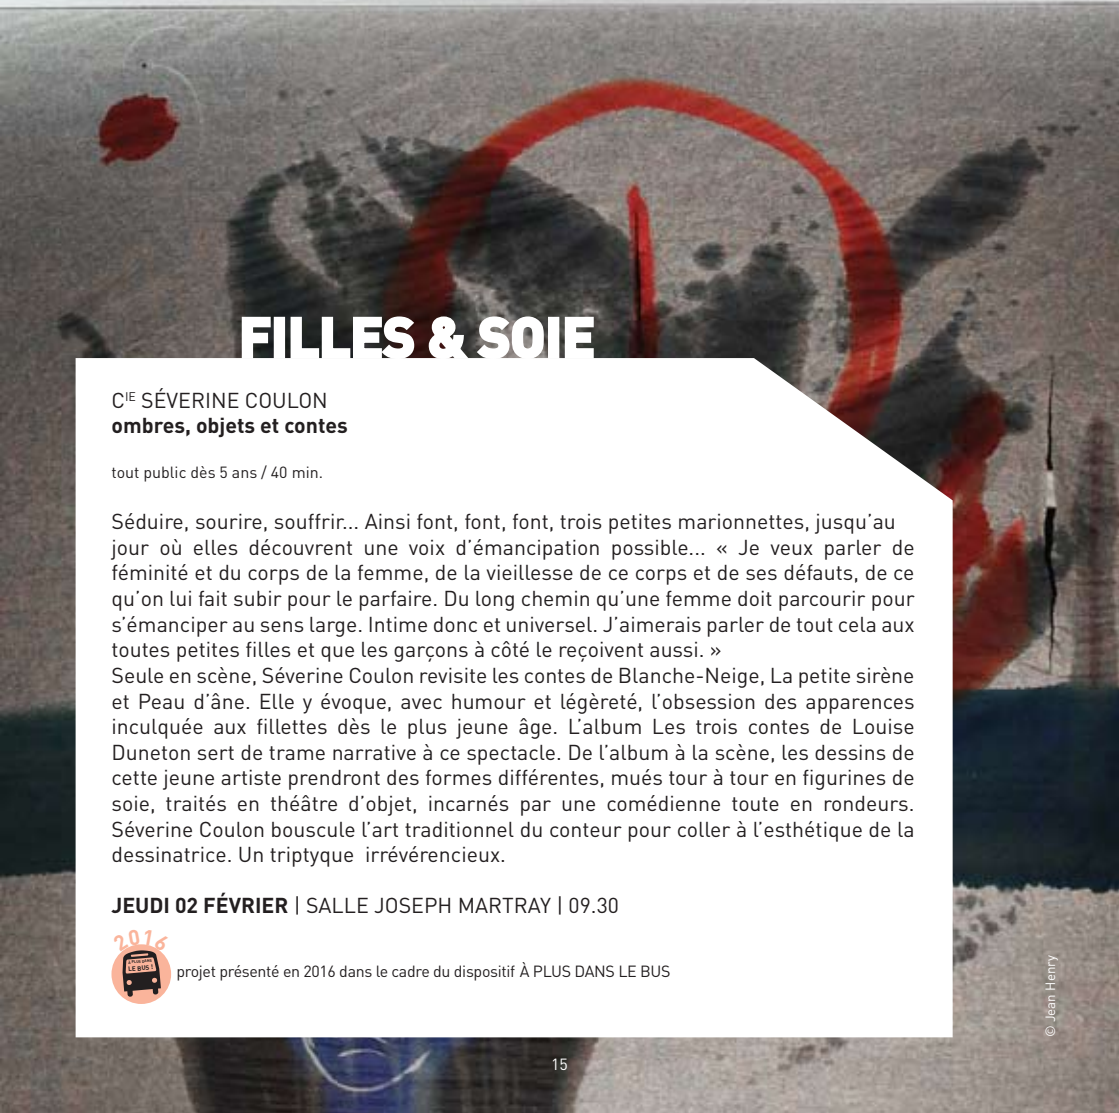 FILLES & SOIE
CIE SÉVERINE COULON
ombres, objets et contes
tout public dès 5 ans / 40 min.
Séduire, sourire, souffrir... Ainsi font, font, font, trois petites marionnettes, jusqu’au
jour où elles découvrent une voix d’émancipation possible... « Je veux parler de
féminité et du corps de la femme, de la vieillesse de ce corps et de ses défauts, de ce
qu’on lui fait subir pour le parfaire. Du long chemin qu’une femme doit parcourir pour
s’émanciper au sens large. Intime donc et universel. J’aimerais parler de tout cela aux
toutes petites filles et que les garçons à côté le reçoivent aussi. »
Seule en scène, Séverine Coulon revisite les contes de Blanche-Neige, La petite sirène
et Peau d’âne. Elle y évoque, avec humour et légèreté, l’obsession des apparences
inculquée aux fillettes dès le plus jeune âge. L’album Les trois contes de Louise
Duneton sert de trame narrative à ce spectacle. De l’album à la scène, les dessins de
cette jeune artiste prendront des formes différentes, mués tour à tour en figurines de
soie, traités en théâtre d’objet, incarnés par une comédienne toute en rondeurs.
Séverine Coulon bouscule l’art traditionnel du conteur pour coller à l’esthétique de la
dessinatrice. Un triptyque irrévérencieux.
JEUDI 02 FÉVRIER | SALLE JOSEPH MARTRAY | 09.30
2016
À PLUS DANS
LE BUS !
projet présenté en 2016 dans le cadre du dispositif À PLUS DANS LE BUS
© Jean Henry
15